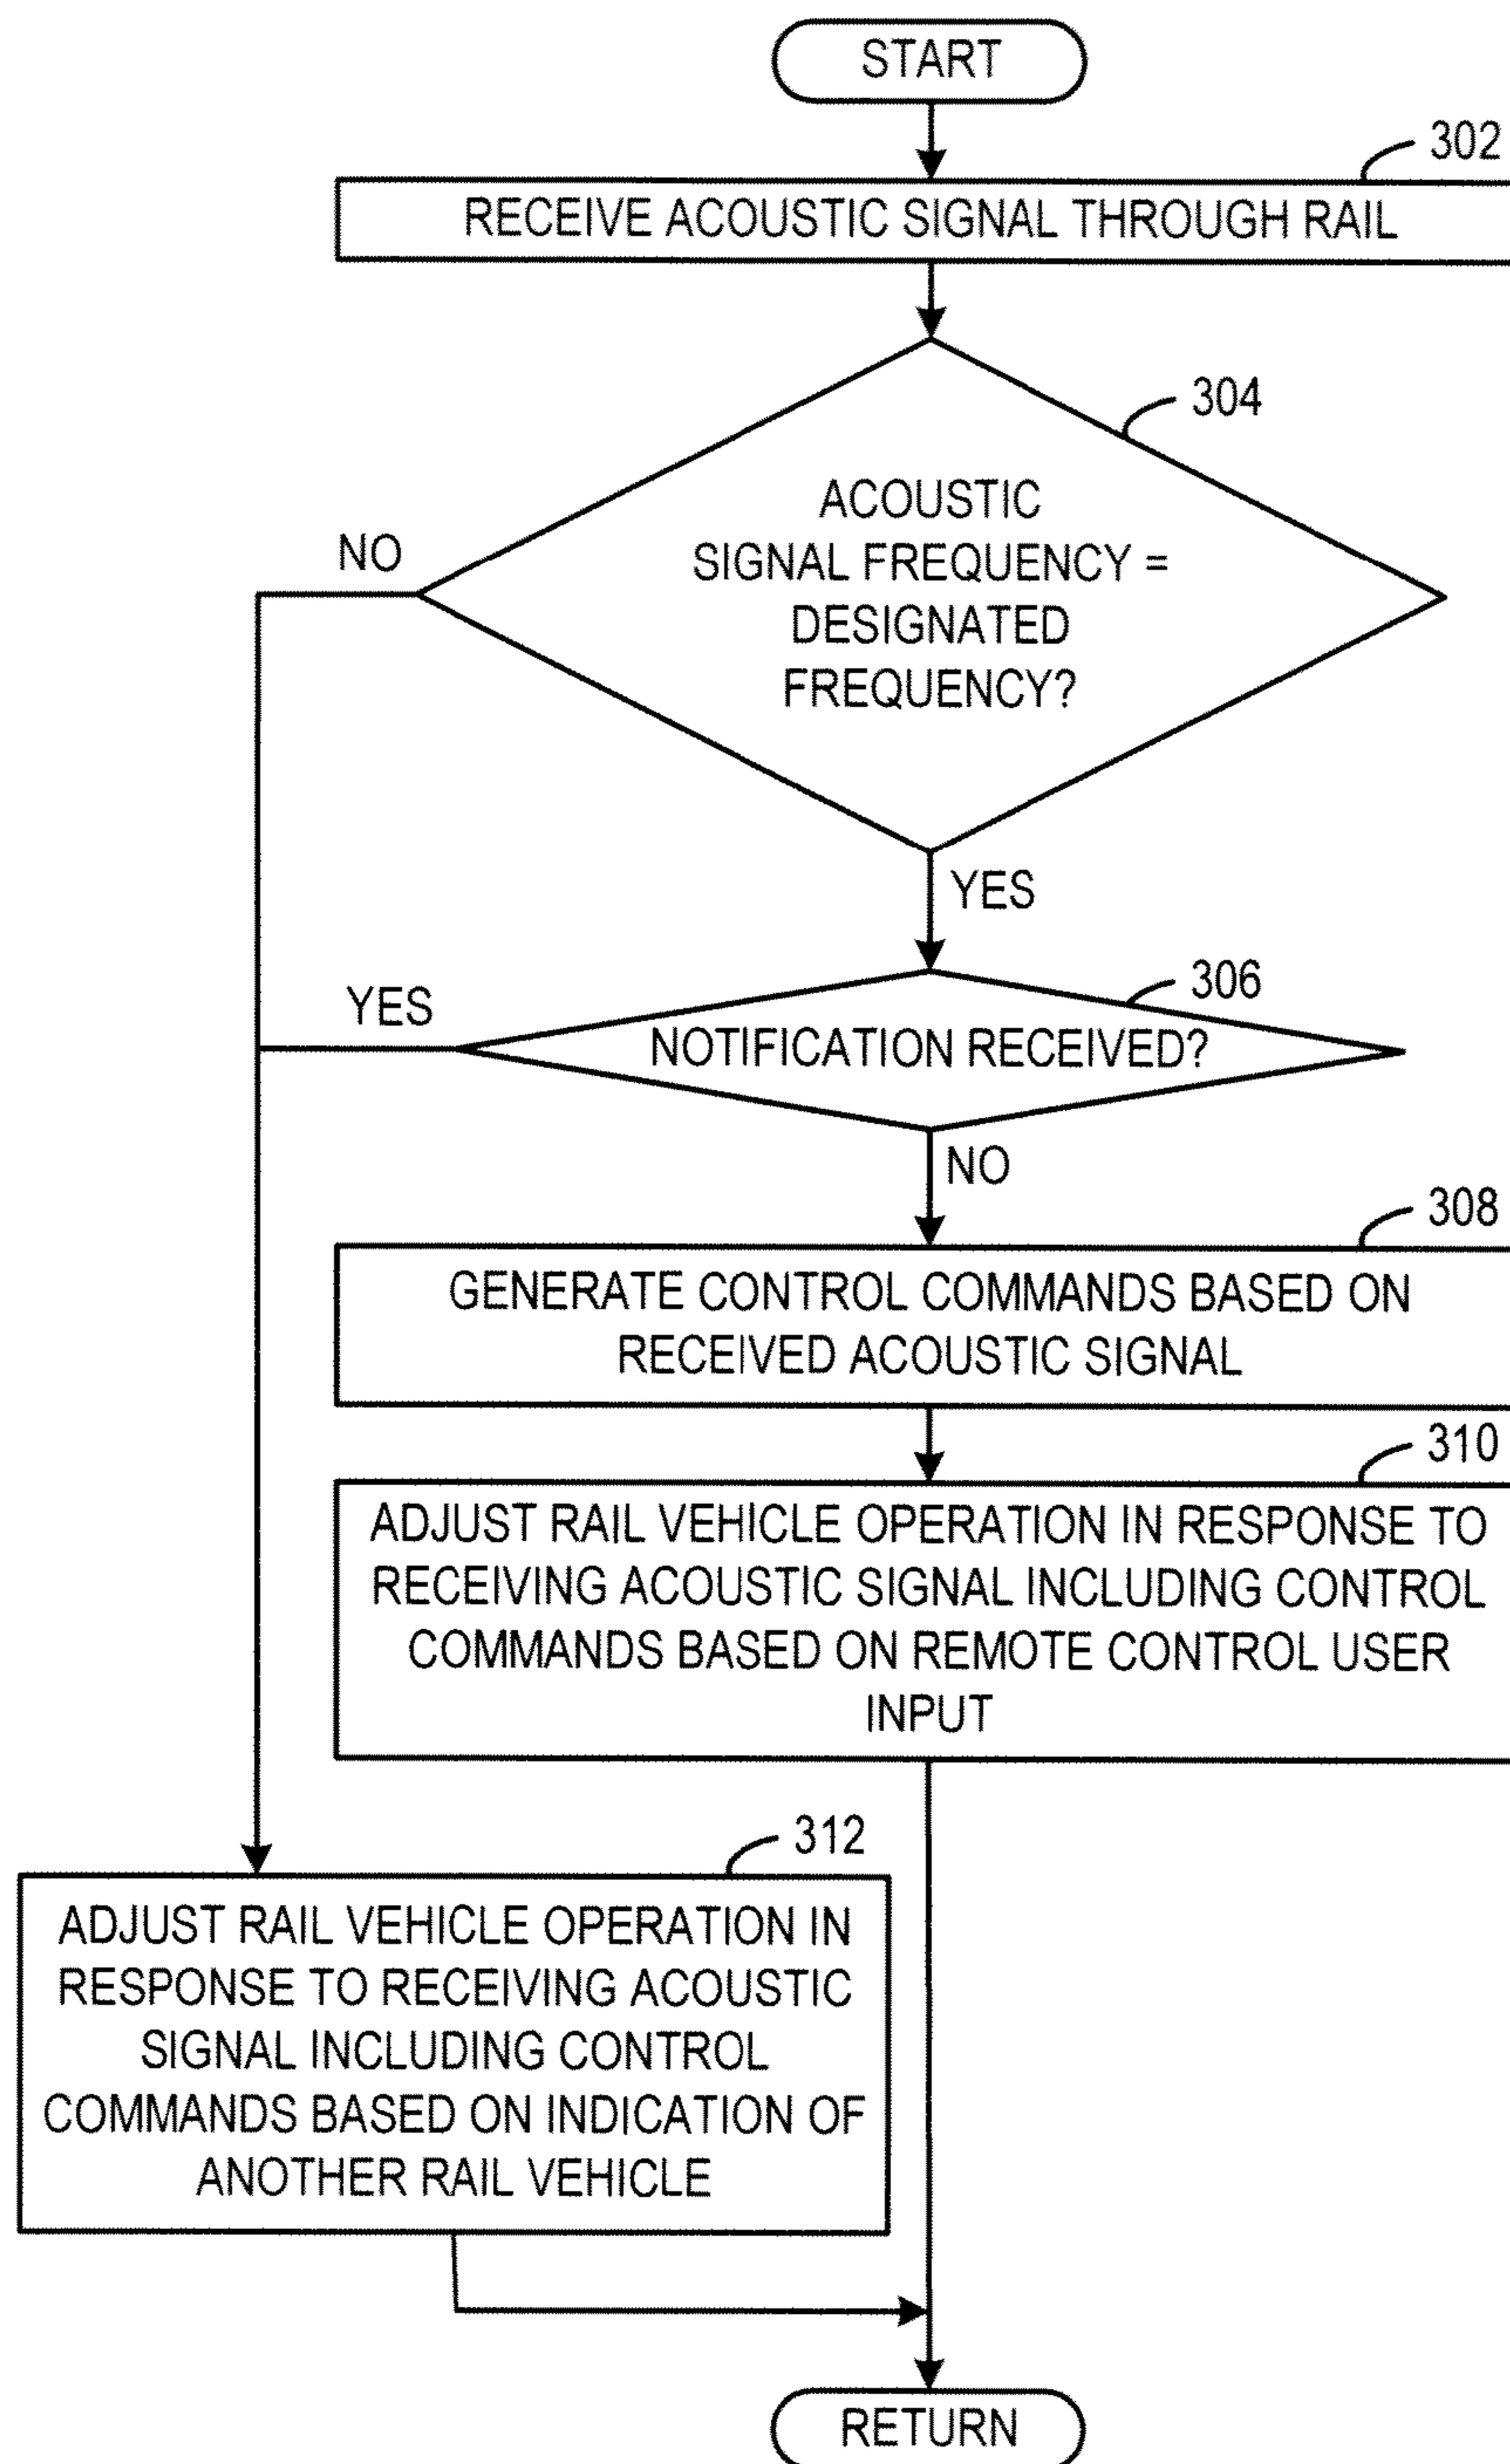 START
302
RECEIVE ACOUSTIC SIGNAL THROUGH RAIL
304
ACOUSTIC
SIGNAL FREQUENCY =
DESIGNATED
FREQUENCY?
NO
YES
306
YES
NOTIFICATION RECEIVED?
NO
308
GENERATE CONTROL COMMANDS BASED ON
RECEIVED ACOUSTIC SIGNAL
310
ADJUST RAIL VEHICLE OPERATION IN RESPONSE TO
RECEIVING ACOUSTIC SIGNAL INCLUDING CONTROL
COMMANDS BASED ON REMOTE CONTROL USER
INPUT
312
ADJUST RAIL VEHICLE OPERATION IN
RESPONSE TO RECEIVING ACOUSTIC
SIGNAL INCLUDING CONTROL
COMMANDS BASED ON INDICATION OF
ANOTHER RAIL VEHICLE
RETURN